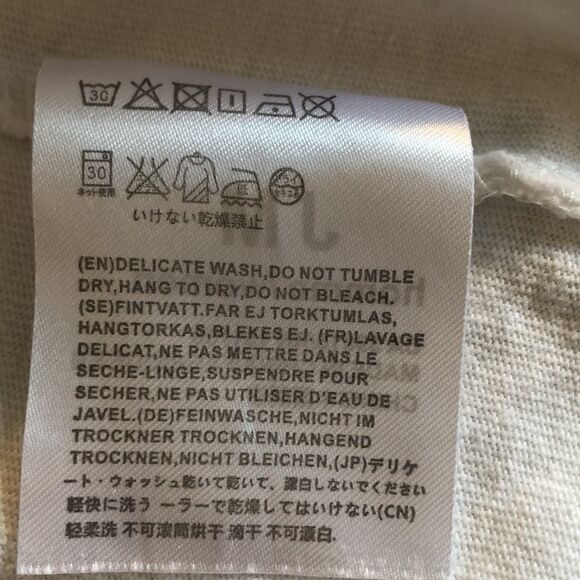 30
30
ネット使用
いけない乾燥禁止
J M
(EN)DELICATE WASH,DO NOT TUMBLE
DRY,HANG TO DRY,DO NOT BLEACH.
(SE)FINTVATT.FAR EJ TORKTUMLAS,
HANGTORKAS,BLEKES EJ. (FR)LAVAGE
DELICAT,NE PAS METTRE DANS LE
SECHE-LINGE,SUSPENDRE POUR
SECHER,NE PAS UTILISER D'EAU DE
JAVEL.(DE)FEINWASCHE,NICHT IM
TROCKNER TROCKNEN,HANGEND
TROCKNEN,NICHT BLEICHEN,(JP)デリケ
ート・ウォッシュ乾いて乾いて、漂白しないでください
軽快に洗う ーラーで乾燥してはいけない(CN)
轻柔洗 不可滚筒烘干 滴干 不可漂白.